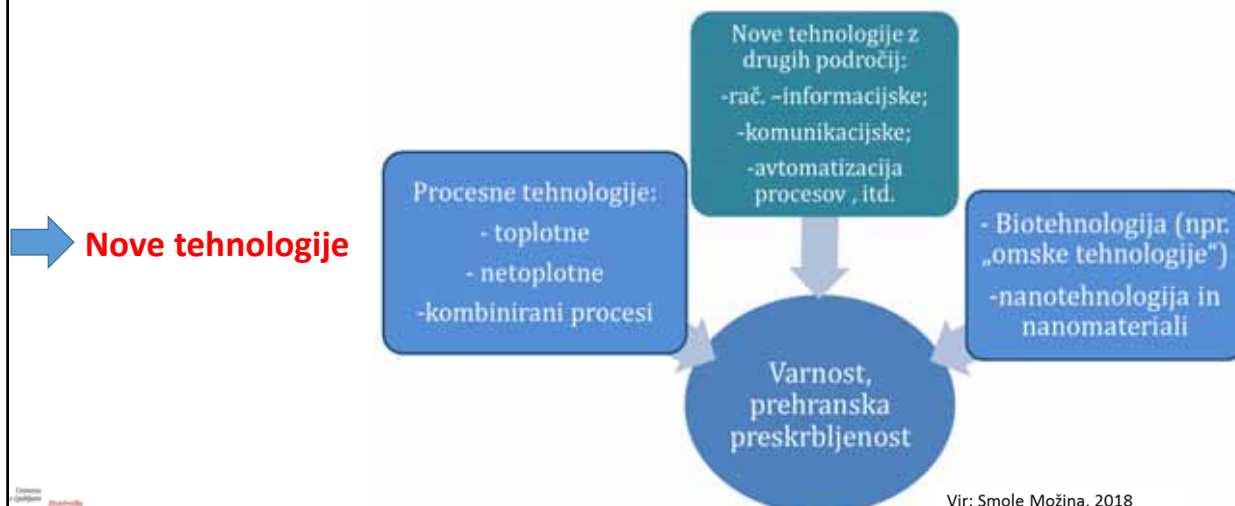 Nove tehnologije
Nove tehnologije z
drugih področij:
-rač. –informacijske;
-komunikacijske;
-avtomatizacija
procesov , itd.
Procesne tehnologije:
- toplotne
- netoplotne
-kombinirani procesi
- Biotehnologija (npr.
„omske tehnologije“)
-nanotehnologija in
nanomateriali
Varnost,
prehranska
preskrbljenost
Vir: Smole Možina, 2018